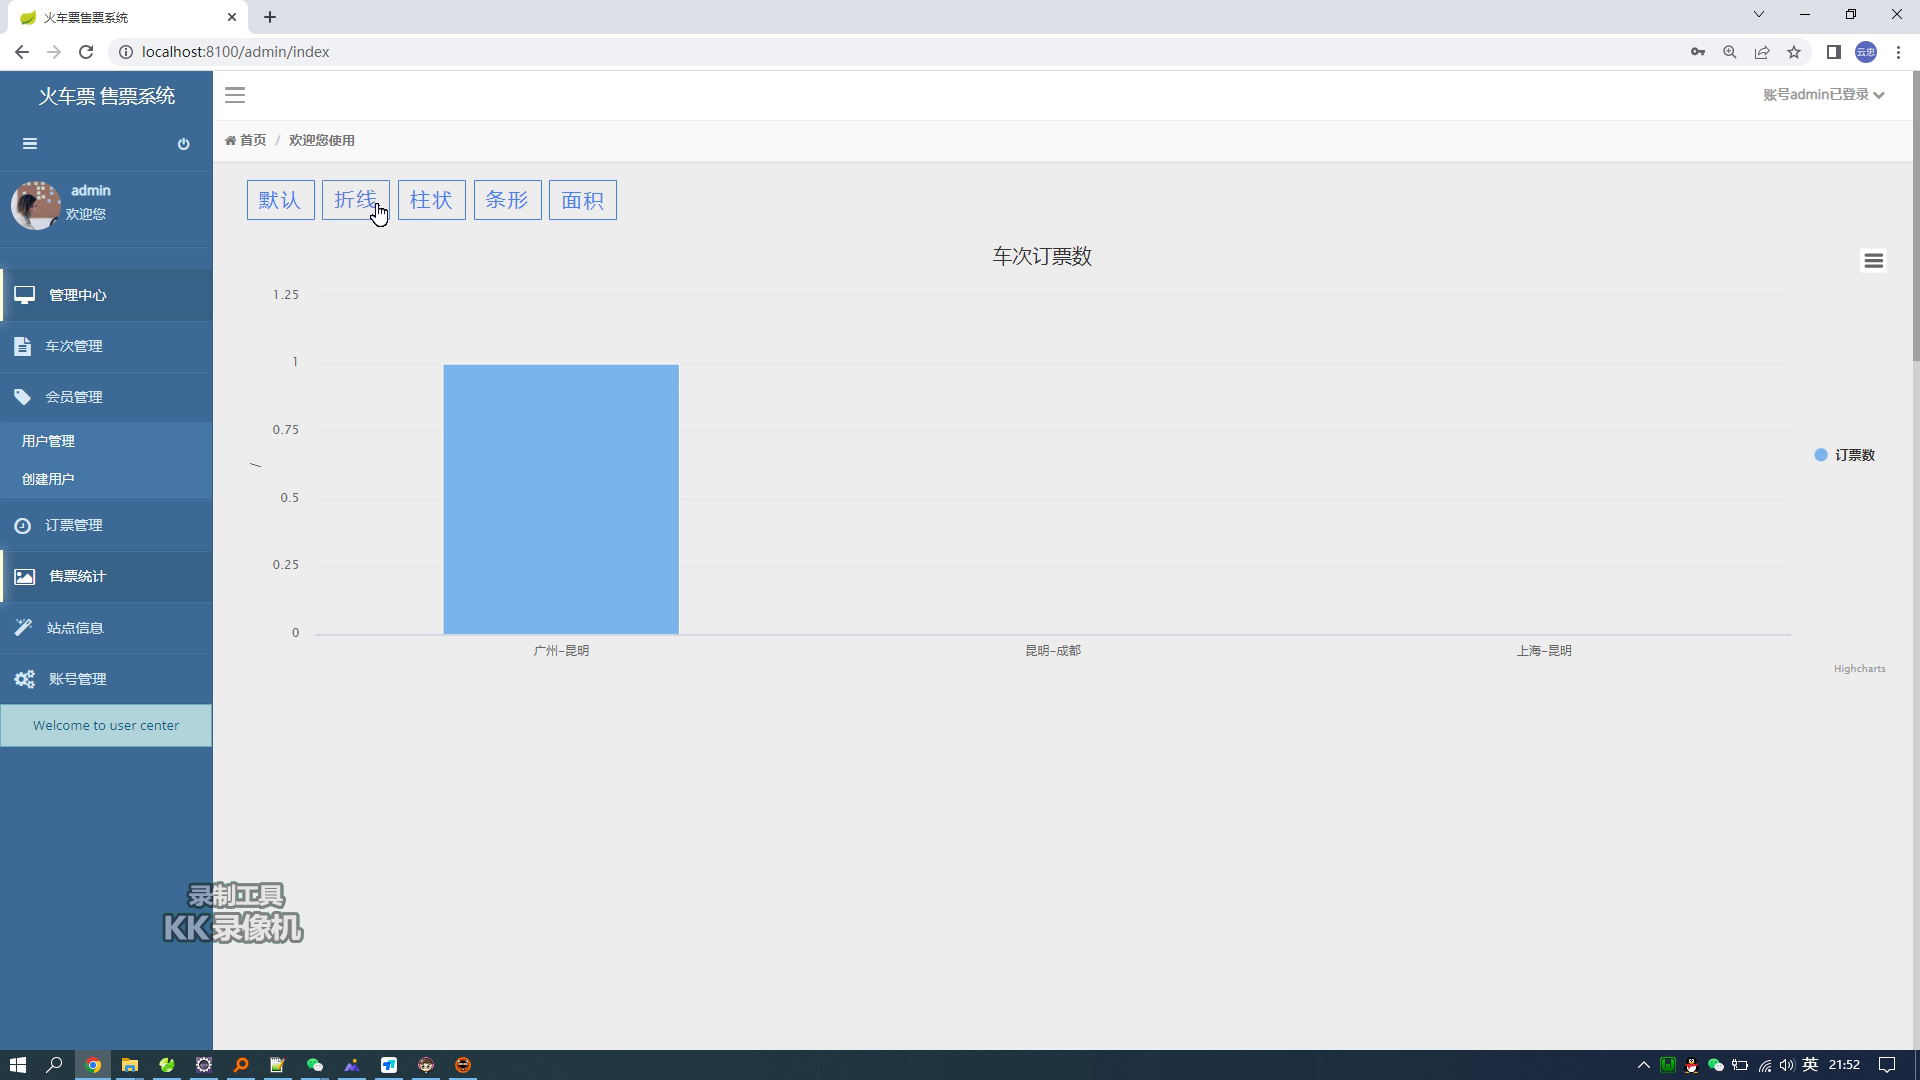 火车票售票系统
localhost:8100/admin/index
云忠
火车票 售票系统
账号admin已登录
首页 / 欢迎您使用
admin
欢迎您
默认 折线 柱状 条形 面积
管理中心
车次管理
会员管理
用户管理
创建用户
订票管理
售票统计
站点信息
账号管理
Welcome to user center
车次订票数
1.25
1
0.75
/
0.5
0.25
0
广州-昆明 昆明-成都 上海-昆明
订票数
Highcharts
录制工具
KK录像机
英 21:52